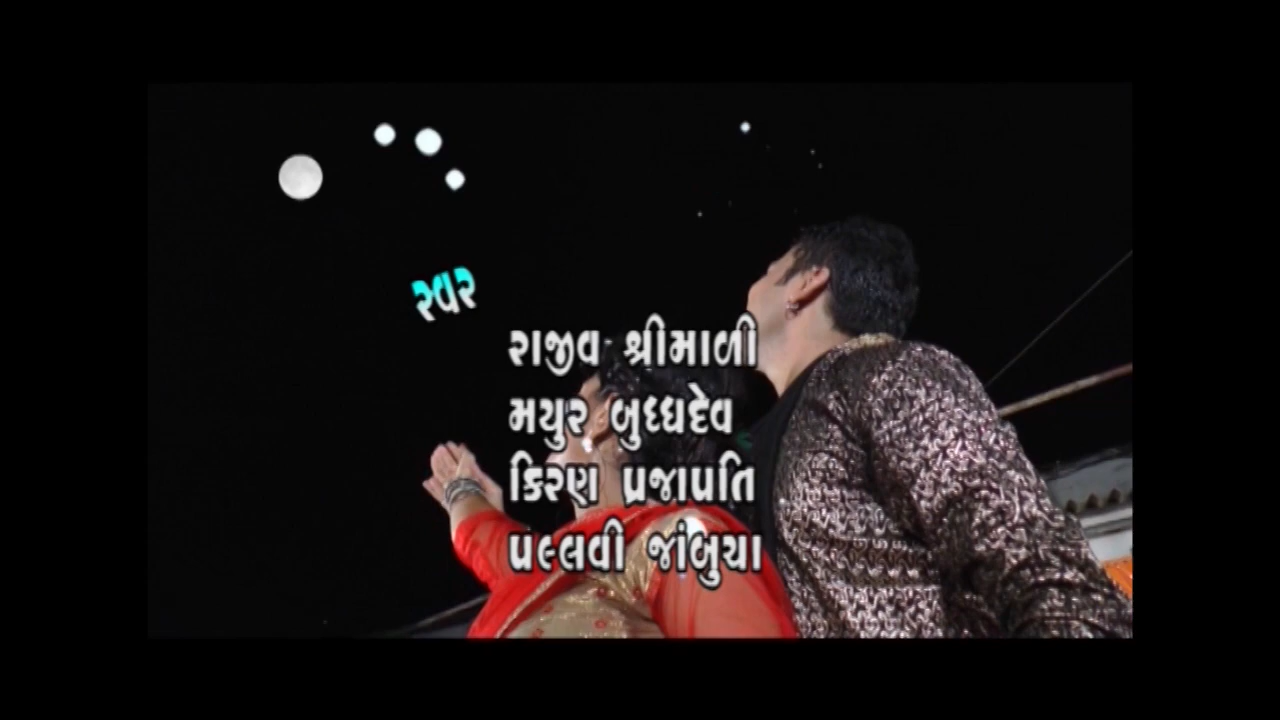 સ્વર
રાજીવ શ્રીમાળી
મયુર બુધ્ધદેવ
કિરણ પ્રજાપતિ
પલ્લવી જાંબુચા